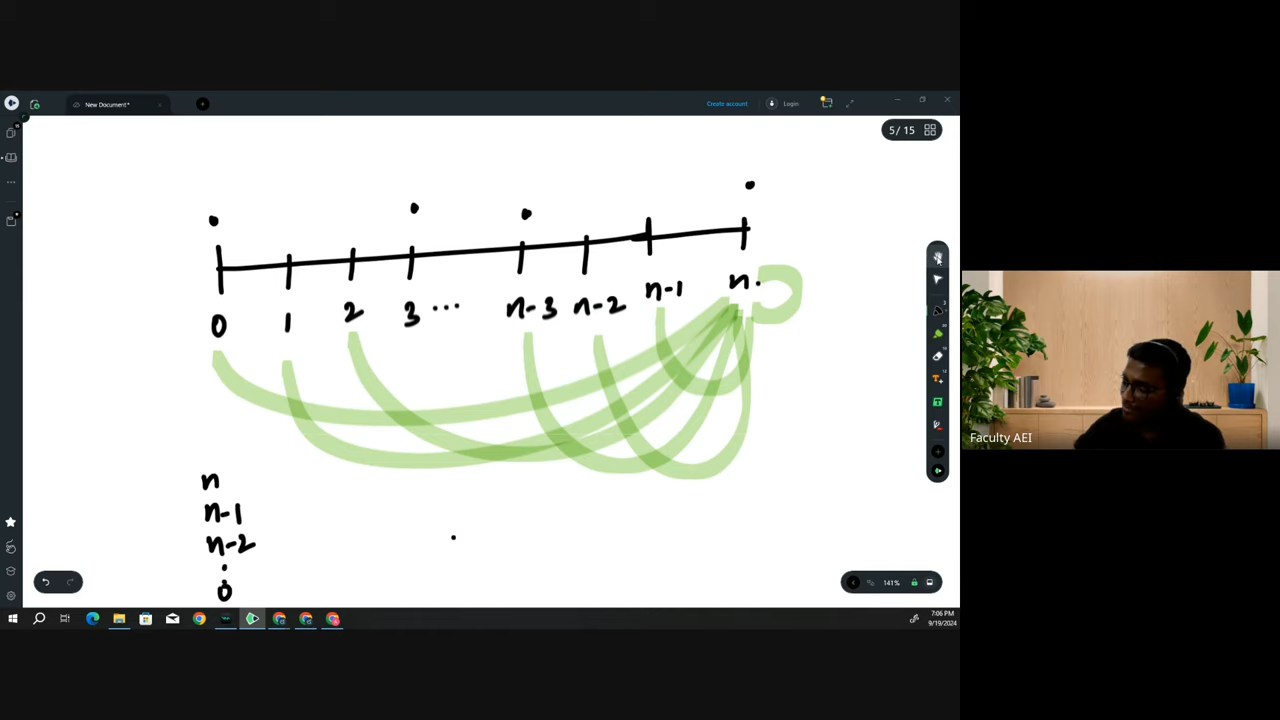 New Document*
Create account
Login
5 / 15
0 1 2 3 ... n-3 n-2 n-1 n.
n
n-1
n-2
:
0
141%
Faculty AEI
7:06 PM
9/19/2024